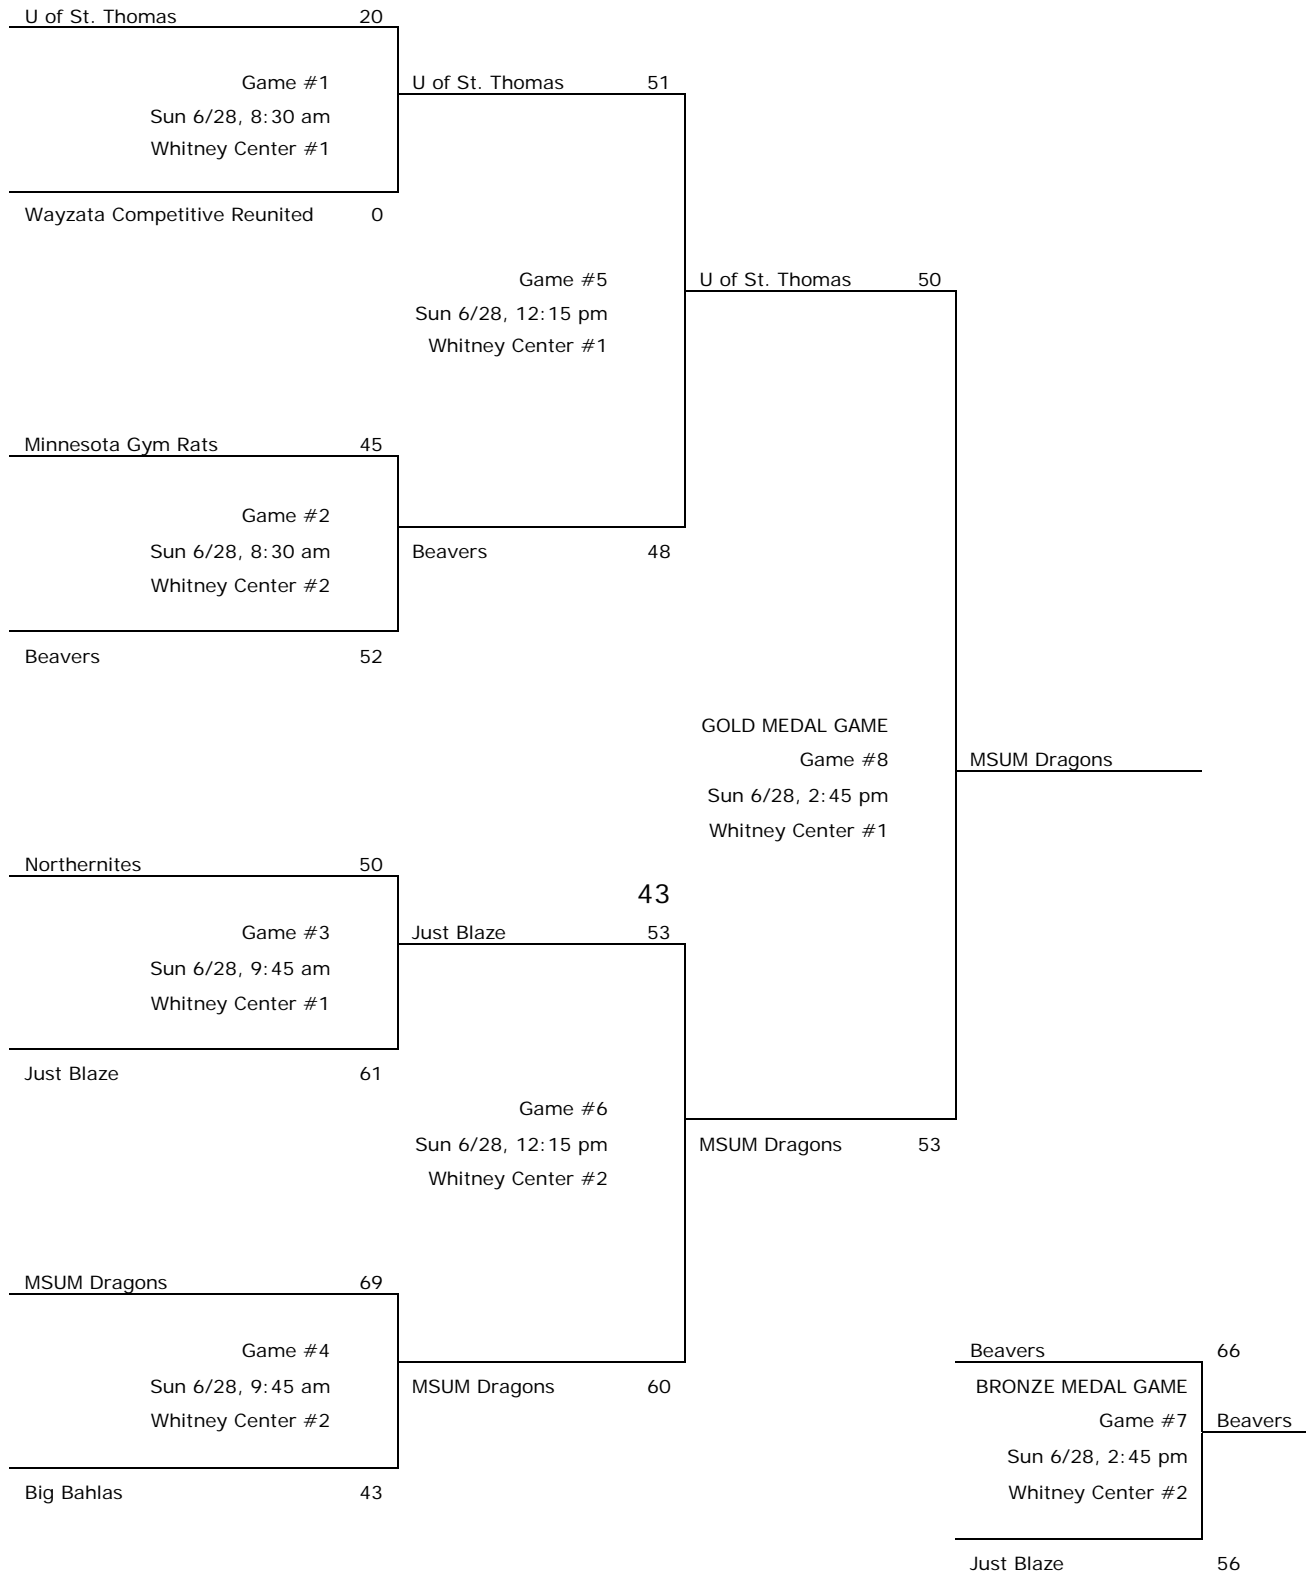 U of St. Thomas 20
Game #1
Sun 6/28, 8:30 am
Whitney Center #1
Wayzata Competitive Reunited 0
U of St. Thomas 51
Game #5
Sun 6/28, 12:15 pm
Whitney Center #1
U of St. Thomas 50
Minnesota Gym Rats 45
Game #2
Sun 6/28, 8:30 am
Whitney Center #2
Beavers 52
Beavers 48
GOLD MEDAL GAME
Game #8
Sun 6/28, 2:45 pm
Whitney Center #1
MSUM Dragons
Northernites 50
Game #3
Sun 6/28, 9:45 am
Whitney Center #1
Just Blaze 61
43
Just Blaze 53
Game #6
Sun 6/28, 12:15 pm
Whitney Center #2
MSUM Dragons 53
MSUM Dragons 69
Game #4
Sun 6/28, 9:45 am
Whitney Center #2
Big Bahlas 43
MSUM Dragons 60
Beavers 66
BRONZE MEDAL GAME
Game #7
Sun 6/28, 2:45 pm
Whitney Center #2
Beavers
Just Blaze 56